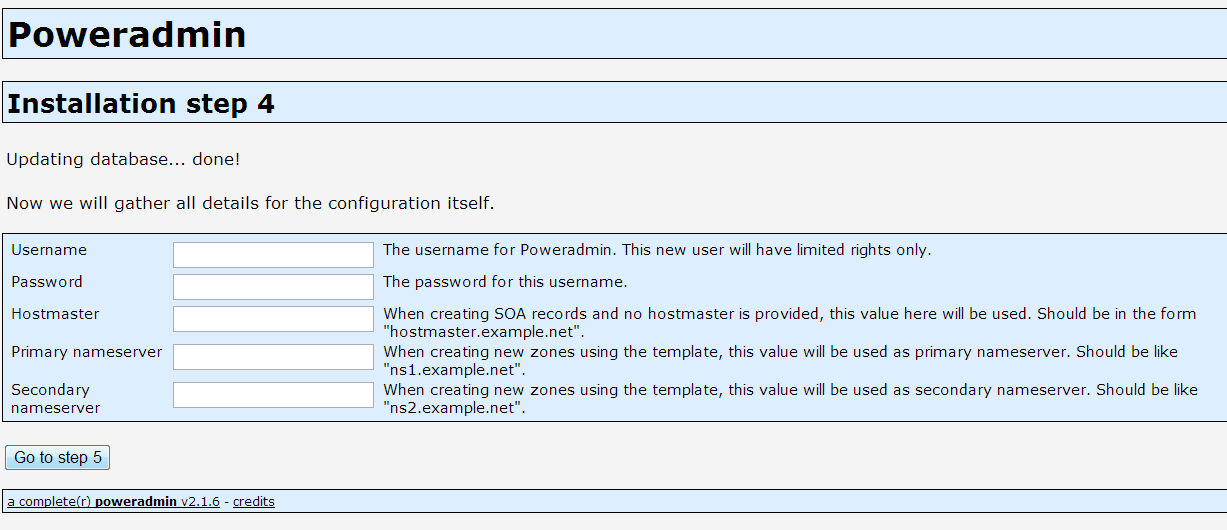 Poweradmin
Installation step 4
Updating database... done!
Now we will gather all details for the configuration itself.
Username The username for Poweradmin. This new user will have limited rights only.
Password The password for this username.
Hostmaster When creating SOA records and no hostmaster is provided, this value here will be used. Should be in the form
"hostmaster.example.net".
Primary nameserver When creating new zones using the template, this value will be used as primary nameserver. Should be like
"ns1.example.net".
Secondary When creating new zones using the template, this value will be used as secondary nameserver. Should be like
nameserver "ns2.example.net".
Go to step 5
a complete(r) poweradmin v2.1.6 - credits